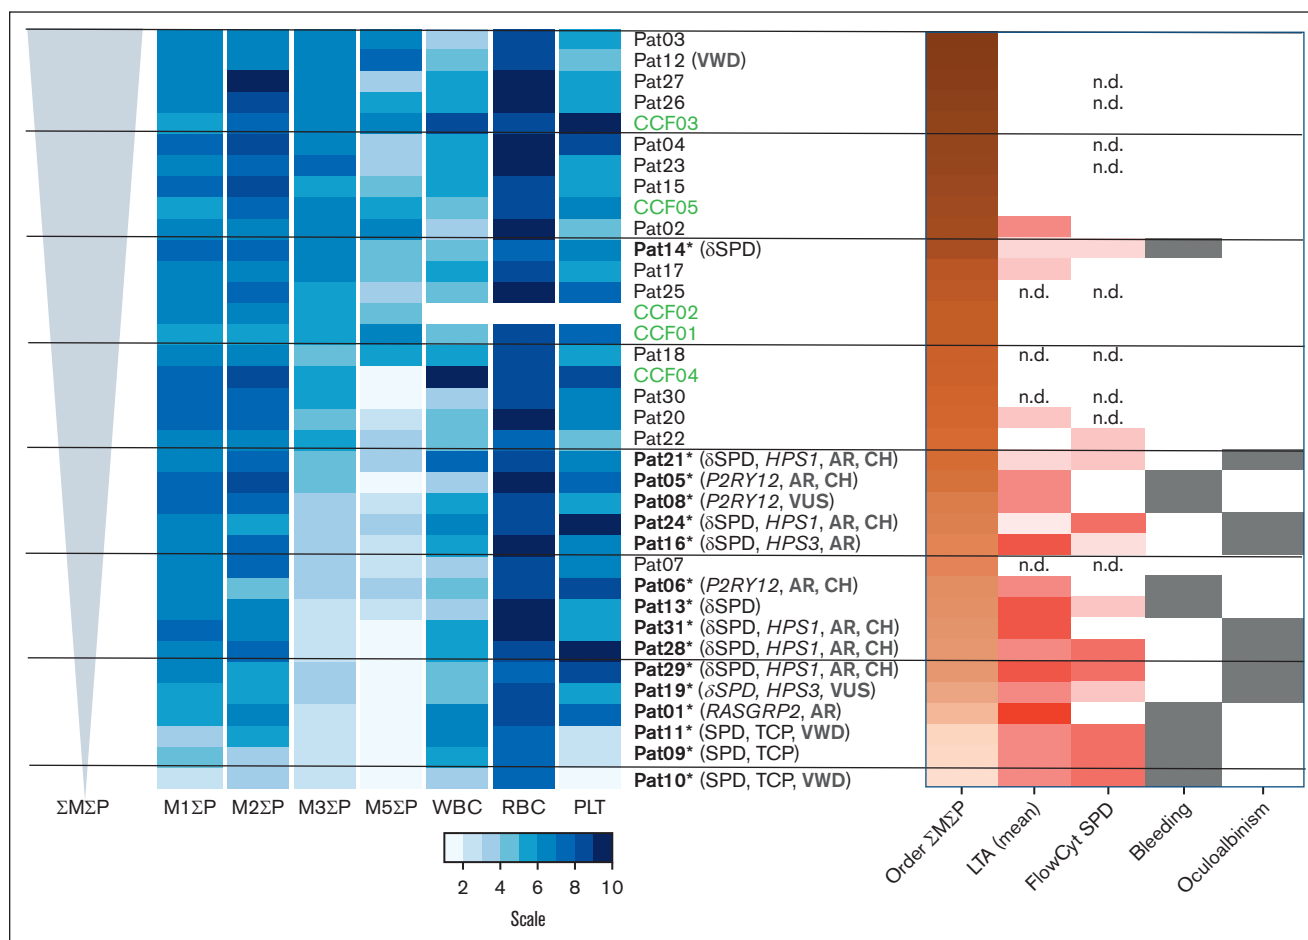 Pat03
Pat12 (VWD)
Pat27
n.d.
Pat26
n.d.
CCF03
Pat04
n.d.
Pat23
n.d.
Pat15
CCF05
Pat02
Pat14* (δSPD)
Pat17
Pat25
n.d. n.d.
CCF02
CCF01
Pat18
n.d. n.d.
CCF04
Pat30
n.d. n.d.
Pat20
n.d.
Pat22
Pat21* (δSPD, HPS1, AR, CH)
Pat05* (P2RY12, AR, CH)
Pat08* (P2RY12, VUS)
Pat24* (δSPD, HPS1, AR, CH)
Pat16* (δSPD, HPS3, AR)
Pat07
n.d. n.d.
Pat06* (P2RY12, AR, CH)
Pat13* (δSPD)
Pat31* (δSPD, HPS1, AR, CH)
Pat28* (δSPD, HPS1, AR, CH)
Pat29* (δSPD, HPS1, AR, CH)
Pat19* (δSPD, HPS3, VUS)
Pat01* (RASGRP2, AR)
Pat11* (SPD, TCP, VWD)
Pat09* (SPD, TCP)
Pat10* (SPD, TCP, VWD)
ΣMΣP M1ΣP M2ΣP M3ΣP M5ΣP WBC RBC PLT
2 4 6 8 10
Scale
Order ΣMΣP
LTA (mean)
FlowCyt SPD
Bleeding
Oculoalbinism